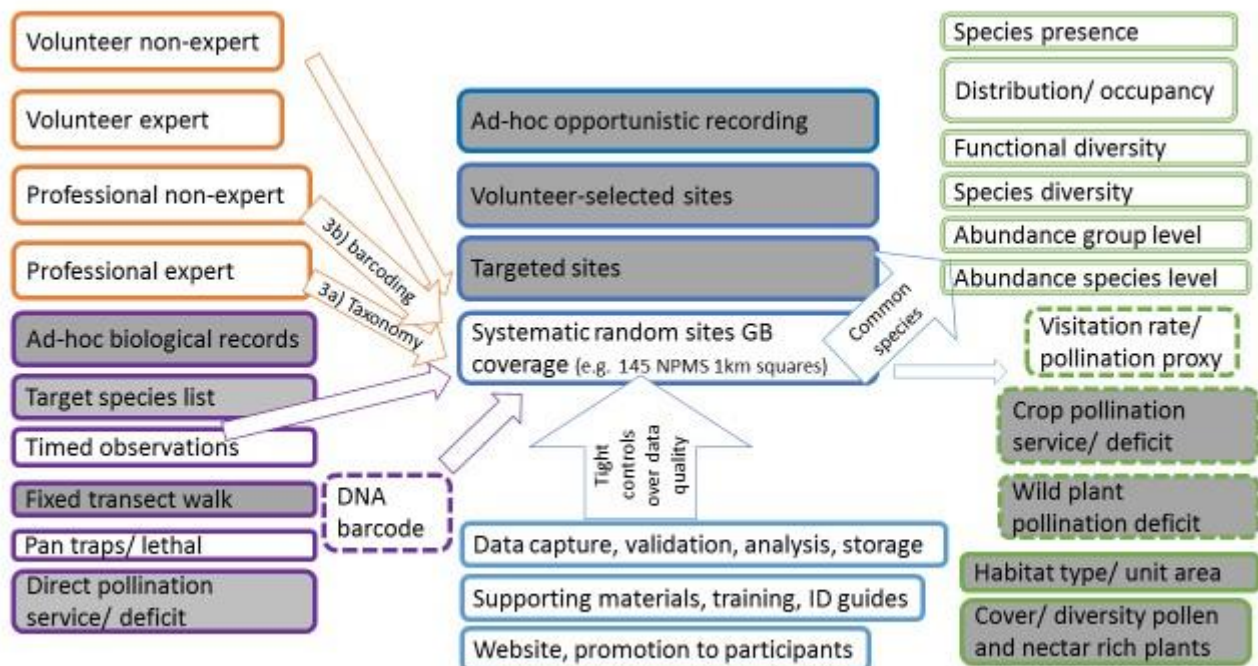 Volunteer non-expert
Volunteer expert
Professional non-expert
Professional expert
3b) barcoding
3a) Taxonomy
Ad-hoc biological records
Target species list
Timed observations
Fixed transect walk
Pan traps/ lethal
Direct pollination
service/ deficit
DNA
barcode
Ad-hoc opportunistic recording
Volunteer-selected sites
Targeted sites
Systematic random sites GB
coverage (e.g. 145 NPMS 1km squares)
Common
species
Tight
controls
over data
quality
Data capture, validation, analysis, storage
Supporting materials, training, ID guides
Website, promotion to participants
Species presence
Distribution/ occupancy
Functional diversity
Species diversity
Abundance group level
Abundance species level
Visitation rate/
pollination proxy
Crop pollination
service/ deficit
Wild plant
pollination deficit
Habitat type/ unit area
Cover/ diversity pollen
and nectar rich plants